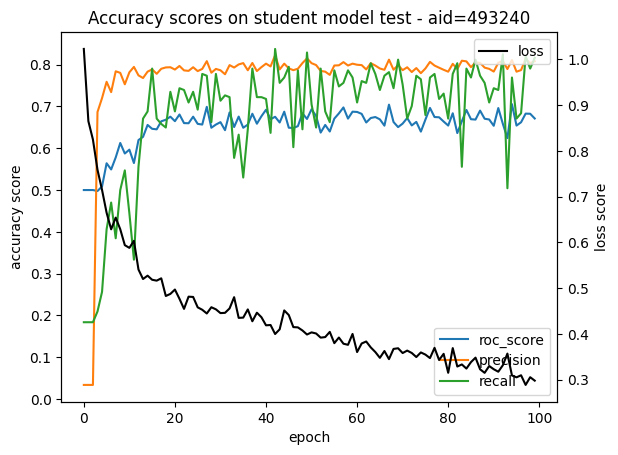 Accuracy scores on student model test - aid=493240
loss
accuracy score
loss score
0.8
0.7
0.6
0.5
0.4
0.3
0.2
0.1
0.0
1.0
0.9
0.8
0.7
0.6
0.5
0.4
0.3
roc_score
precision
recall
0
20
40
60
80
100
epoch